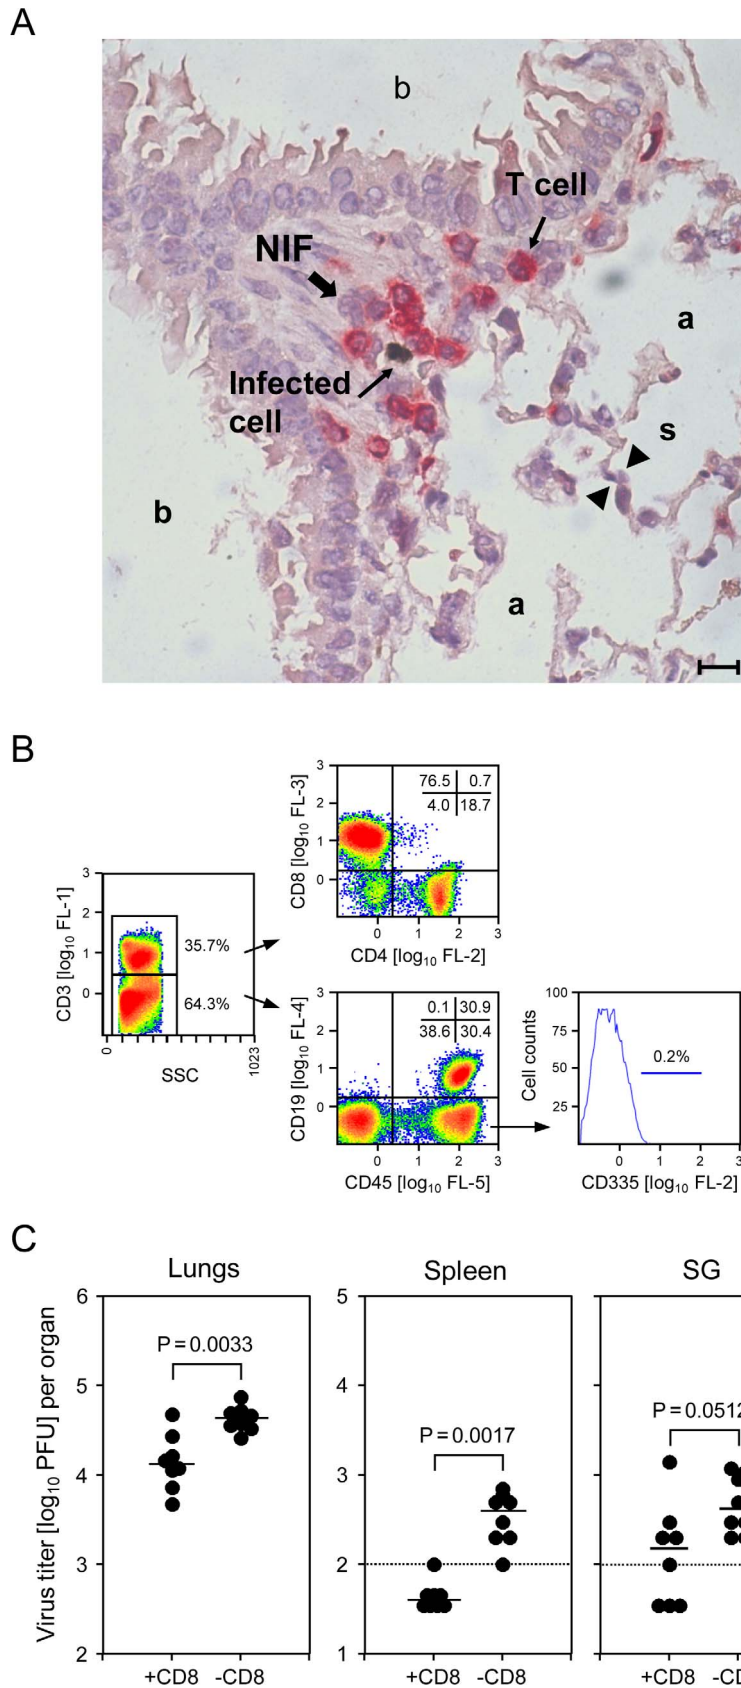 A
b
T cell
NIF
a
Infected
cell
s
b
a
B
3
2
1
0
CD8 [log10 FL-3]
76.5 0.7
4.0 18.7
0 1 2 3
CD4 [log10 FL-2]
3
2
1
0
CD3 [log10 FL-1]
35.7%
64.3%
0
1023
SSC
3
2
1
0
CD19 [log10 FL-4]
0.1 30.9
38.6 30.4
0 1 2 3
CD45 [log10 FL-5]
100
75
50
25
Cell counts
0.2%
0 1 2 3
CD335 [log10 FL-2]
C
Lungs Spleen SG
Virus titer [log10 PFU] per organ
6
5
4
3
2
P = 0.0033
+CD8 -CD8
5
4
3
2
1
P = 0.0017
+CD8 -CD8
P = 0.0512
+CD8 -CD